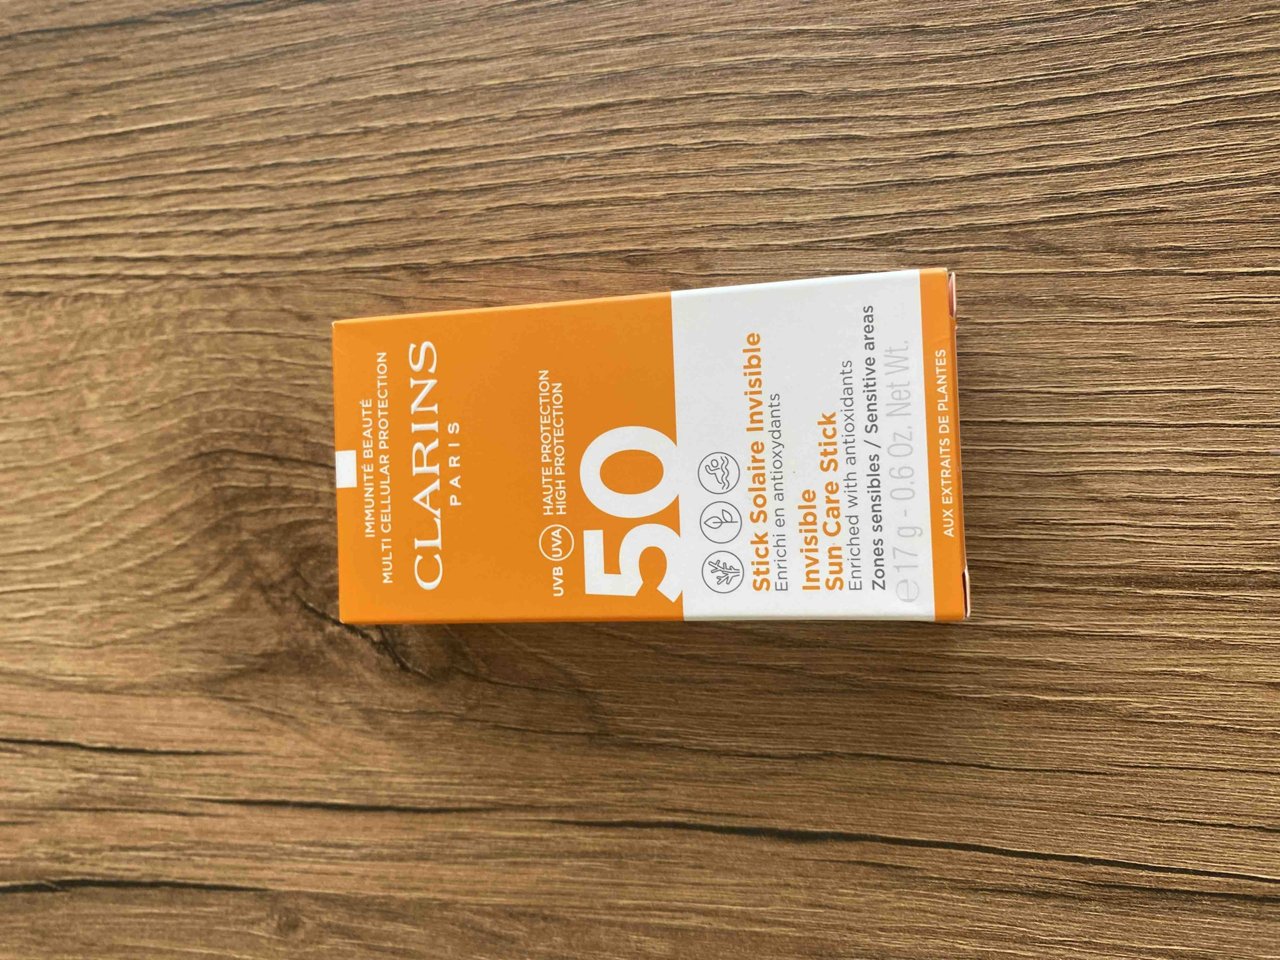 IMMUNITÉ BEAUTÉ
MULTI CELLULAR PROTECTION
CLARINS
PARIS
UVB UVA HAUTE PROTECTION
HIGH PROTECTION
50
Stick Solaire Invisible
Enrichi en antioxydants
Invisible
Sun Care Stick
Enriched with antioxidants
Zones sensibles / Sensitive areas
℮17 g - 0.6 Oz. Net Wt.
AUX EXTRAITS DE PLANTES